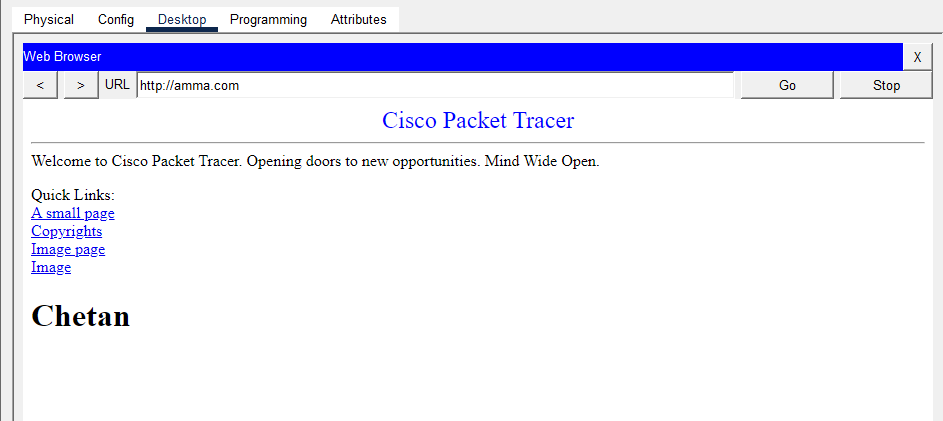 Physical Config Desktop Programming Attributes
Web Browser X
< > URL http://amma.com Go Stop
Cisco Packet Tracer
Welcome to Cisco Packet Tracer. Opening doors to new opportunities. Mind Wide Open.
Quick Links:
A small page
Copyrights
Image page
Image
Chetan